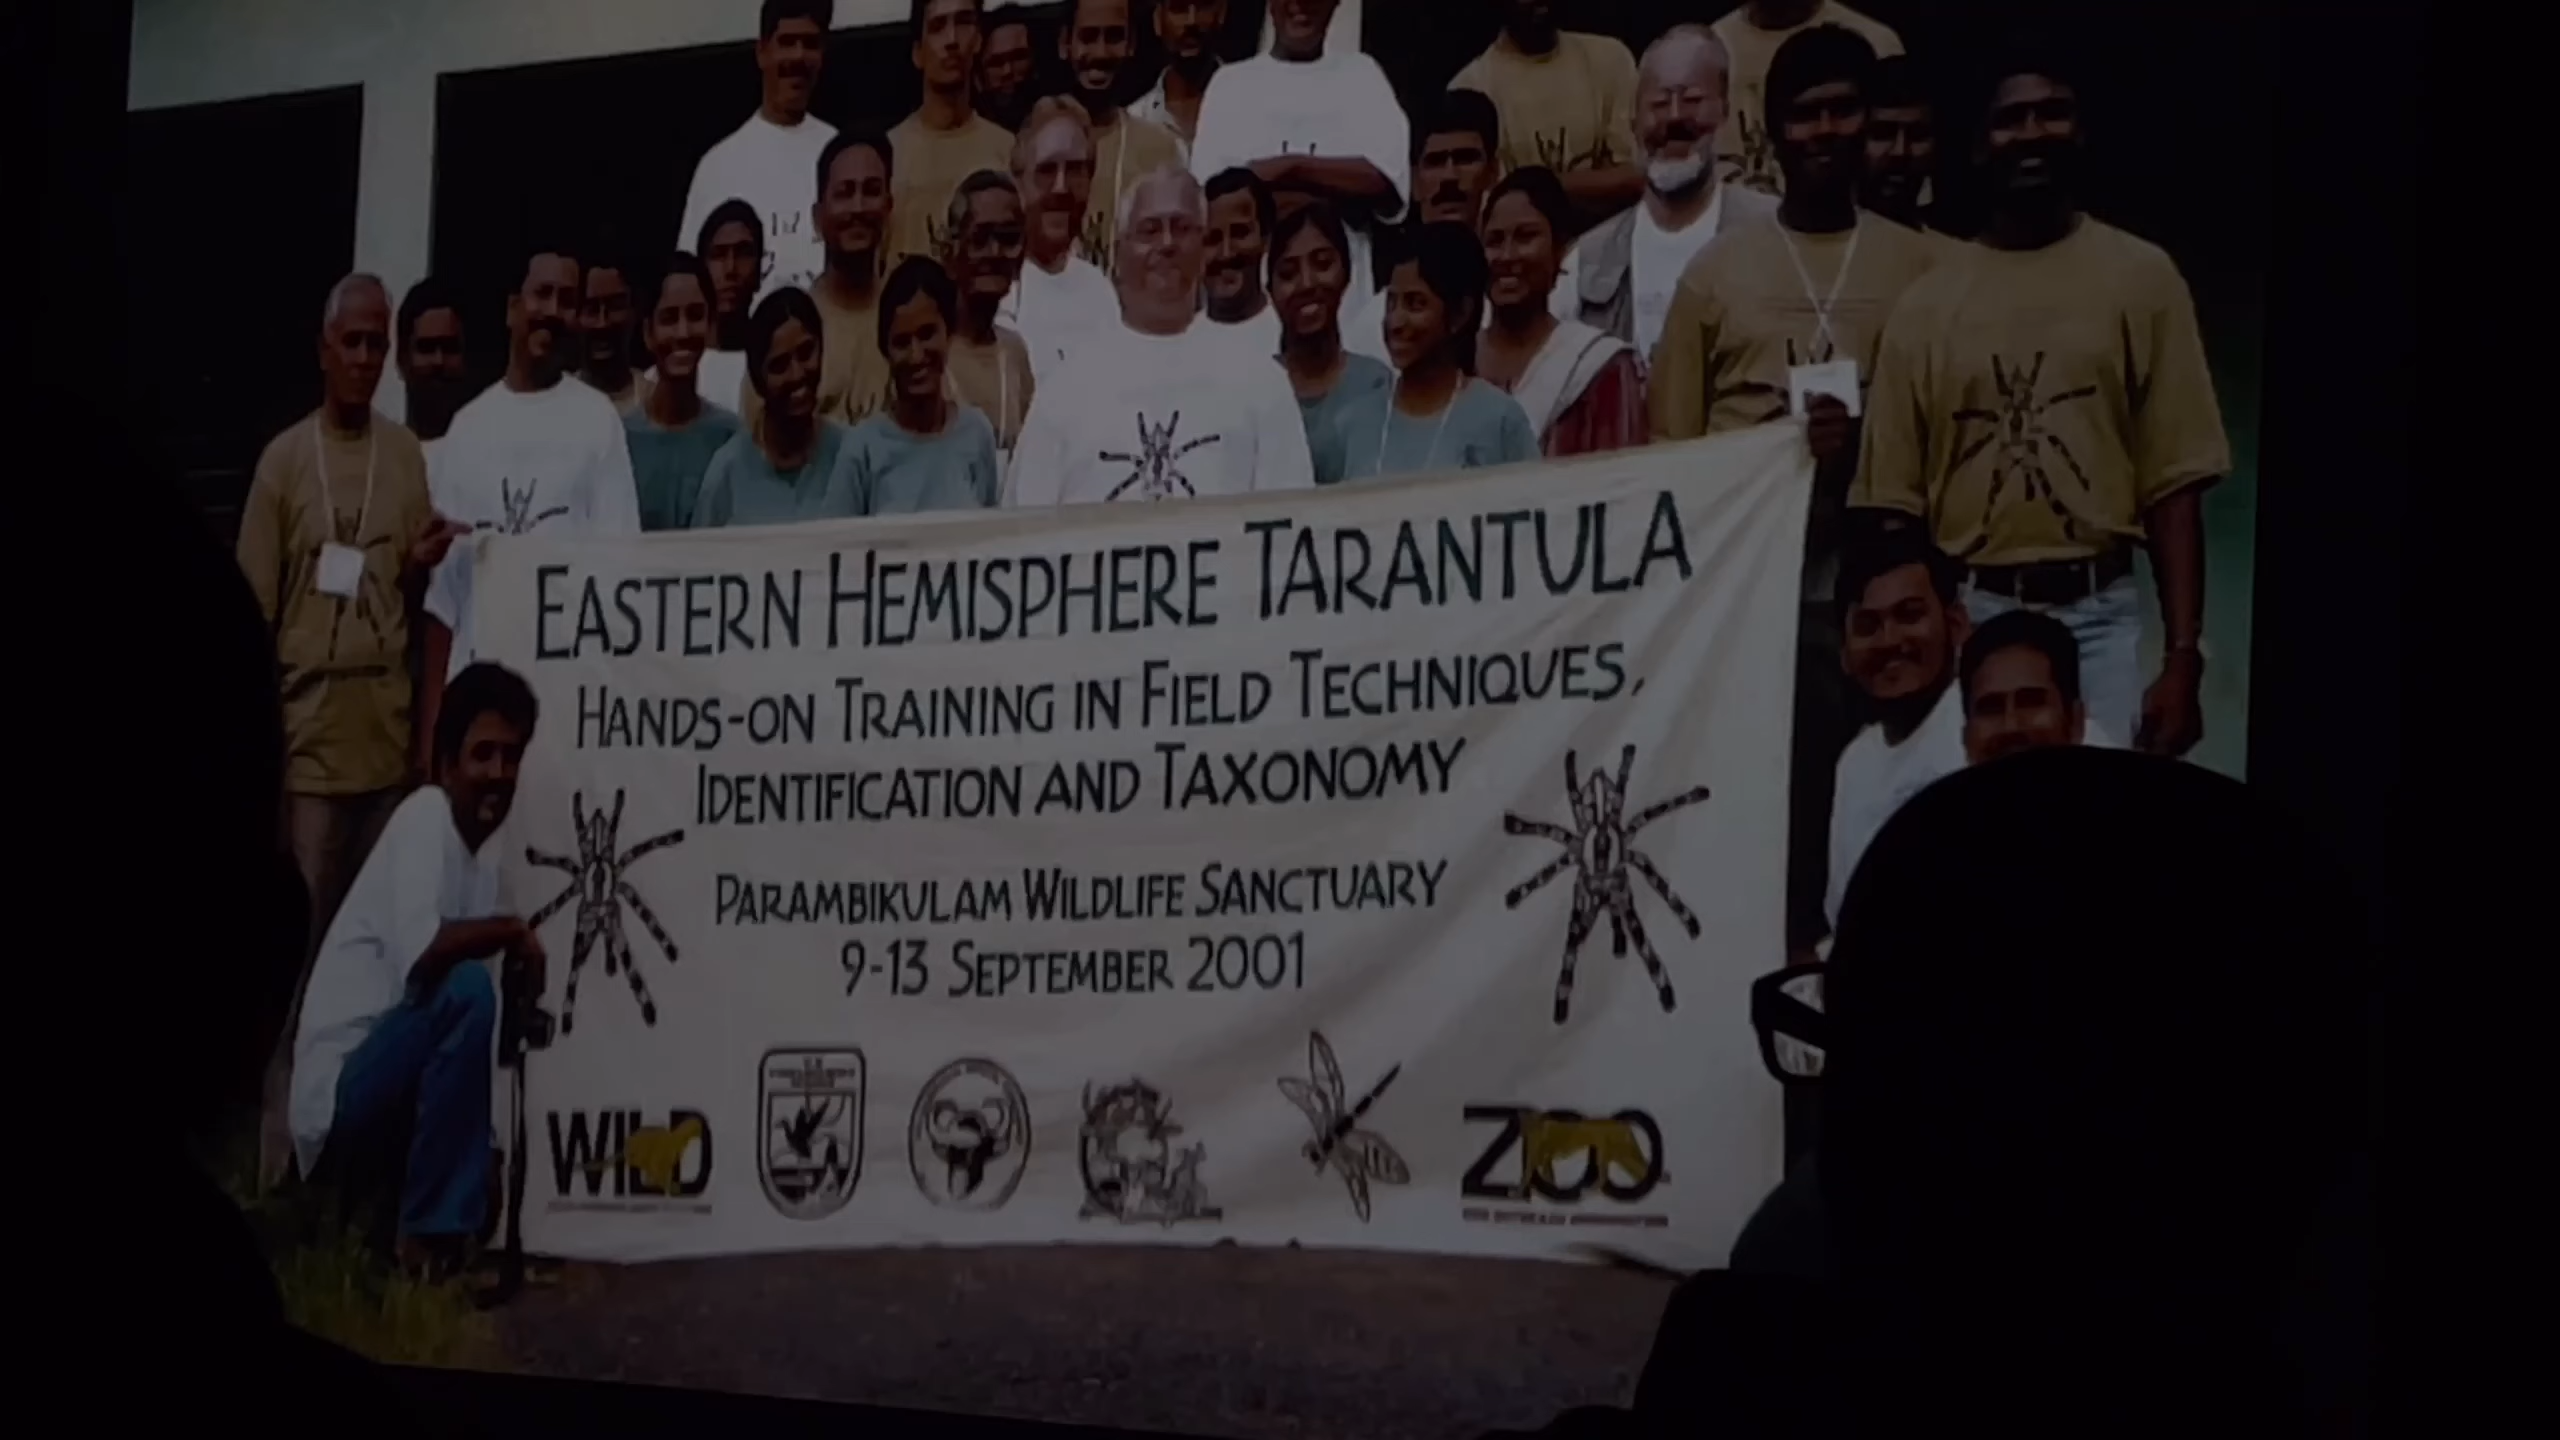 EASTERN HEMISPHERE TARANTULA
HANDS-ON TRAINING IN FIELD TECHNIQUES,
IDENTIFICATION AND TAXONOMY
PARAMBIKULAM WILDLIFE SANCTUARY
9-13 SEPTEMBER 2001
WILD
ZOO